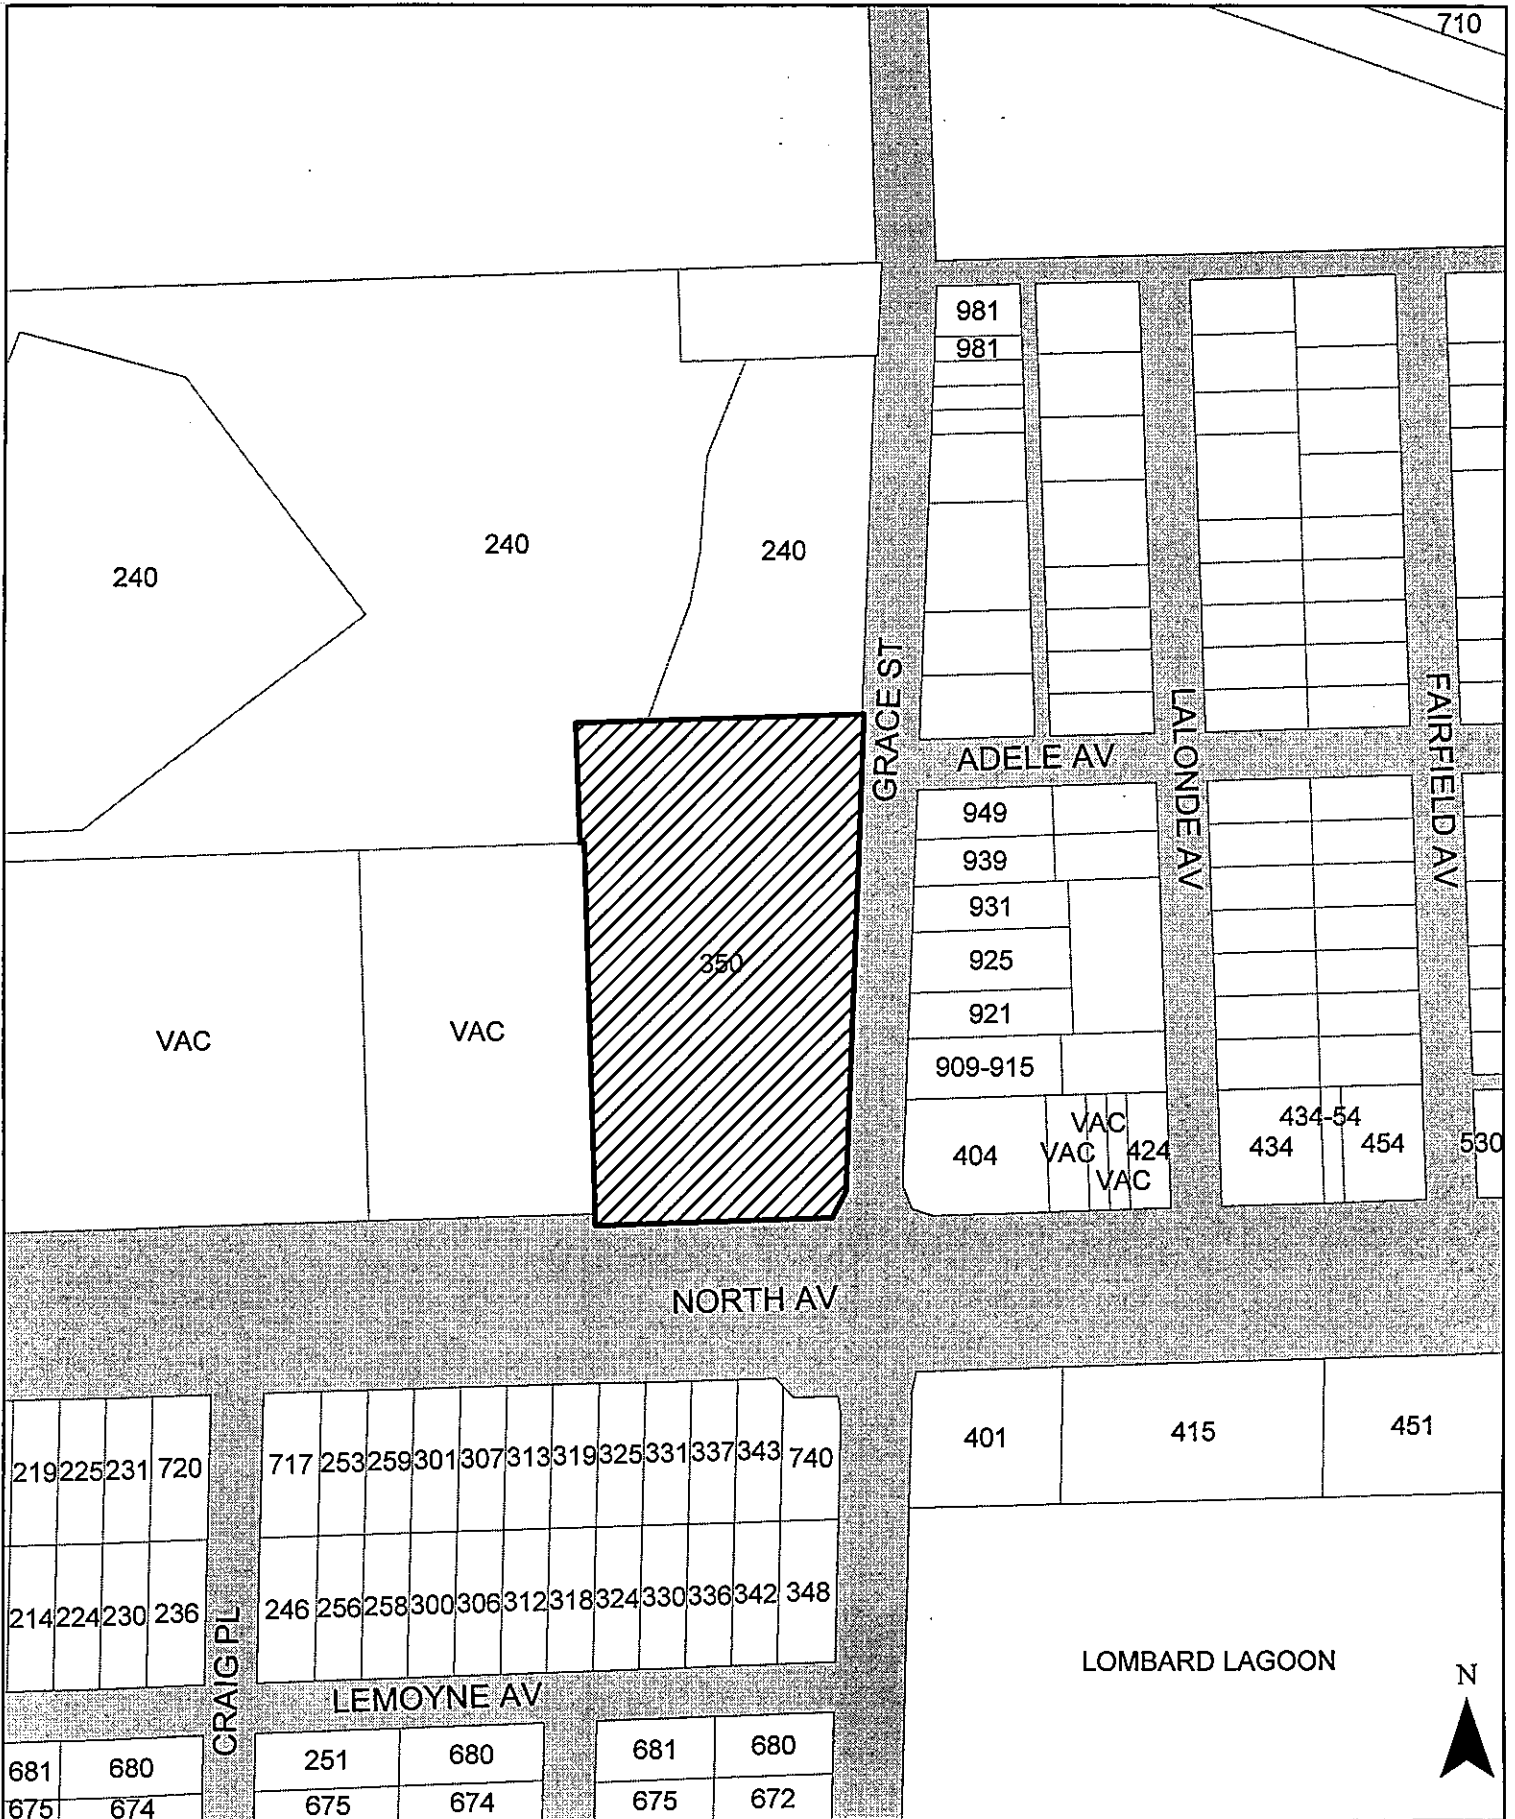 710
981
981
240
240
240
GRACE ST
LALONDE AV
FAIRFIELD AV
ADELE AV
949
939
931
925
921
909-915
350
VAC
VAC
404
VAC
VAC
VAC
424
434-54
434
454
530
NORTH AV
401
415
451
219 225 231 720
717 253 259 301 307 313 319 325 331 337 343 740
214 224 230 236
246 256 258 300 306 312 318 324 330 336 342 348
CRAIG PL
LEMOYNE AV
LOMBARD LAGOON
N
681 680
251 680
681 680
675 674
675 674
675 672